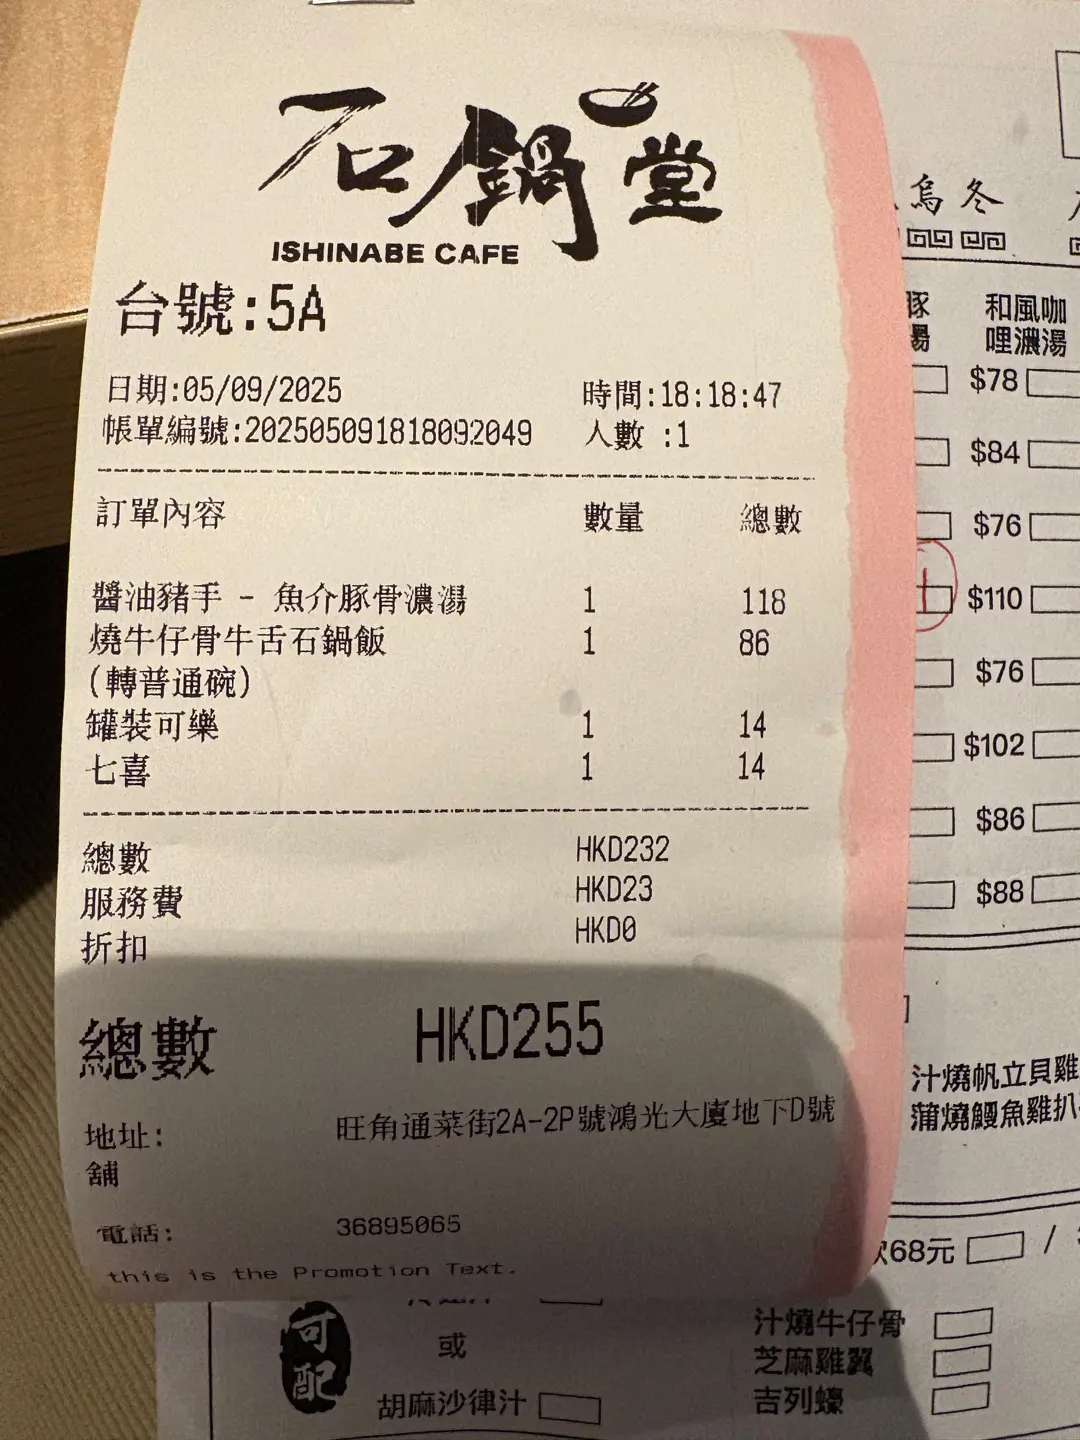 石鍋堂
ISHINABE CAFE
台號:5A
日期:05/09/2025 時間:18:18:47
帳單編號:202505091818092049 人數 :1
訂單內容 數量 總數
醬油豬手 - 魚介豚骨濃湯 1 118
燒牛仔骨牛舌石鍋飯 1 86
(轉普通碗)
罐裝可樂 1 14
七喜 1 14
總數 HKD232
服務費 HKD23
折扣 HKD0
總數 HKD255
地址: 旺角通菜街2A-2P號鴻光大廈地下D號
舖
電話: 36895065
this is the Promotion Text.
烏冬
豚 和風咖
湯 哩濃湯
$78
$84
$76
$110
$76
$102
$86
$88
汁燒帆立貝雞
蒲燒鰻魚雞扒
68元 /
可配
或
胡麻沙律汁
汁燒牛仔骨
芝麻雞翼
吉列蠔